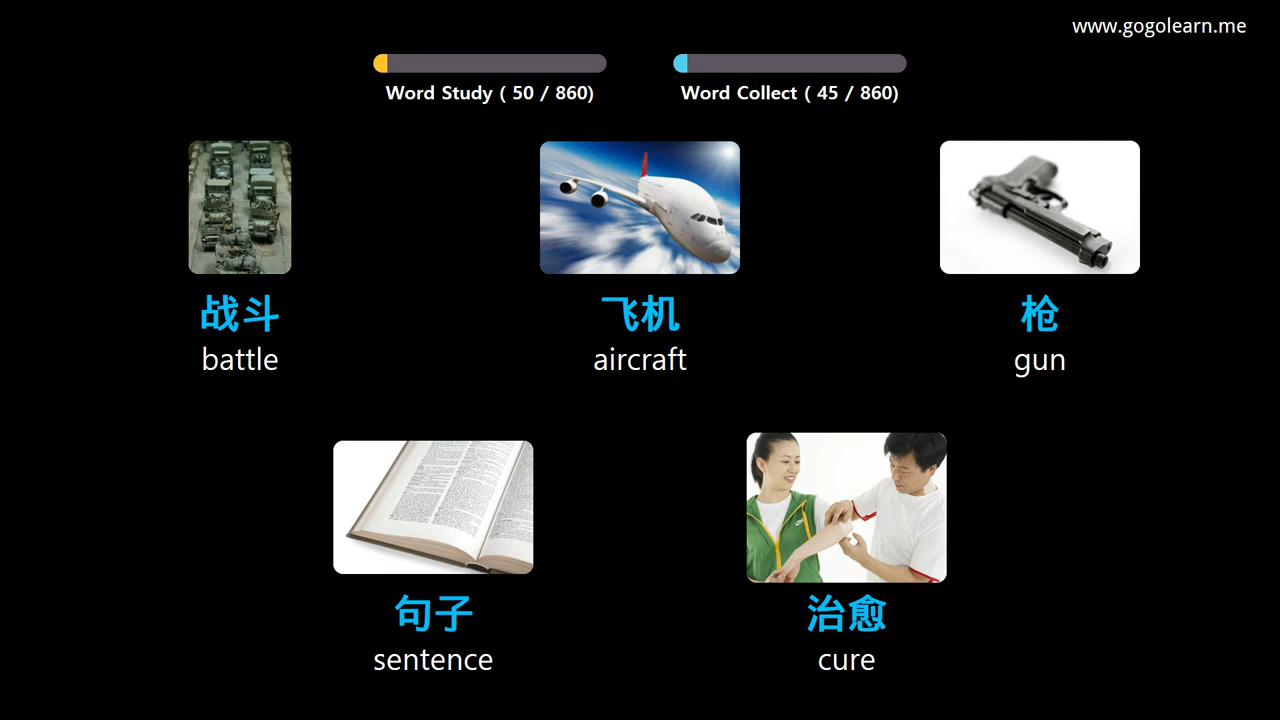 www.gogolearn.me
Word Study ( 50 / 860)
Word Collect ( 45 / 860)
战斗
battle
飞机
aircraft
枪
gun
句子
sentence
治愈
cure